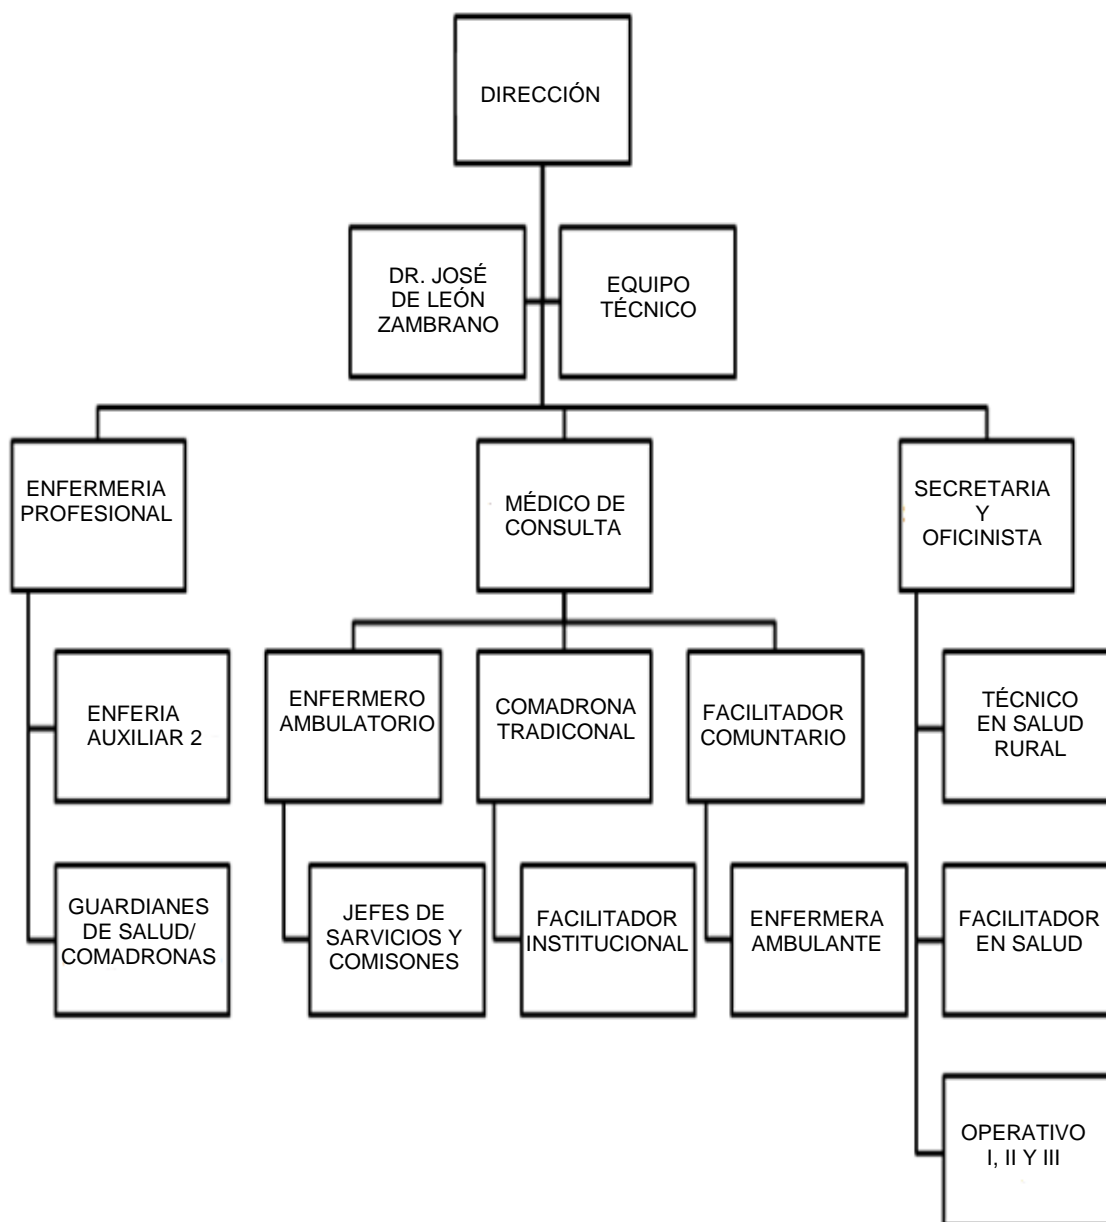 DIRECCIÓN
DR. JOSÉ
DE LEÓN
ZAMBRANO
EQUIPO
TÉCNICO
ENFERMERIA
PROFESIONAL
MÉDICO DE
CONSULTA
SECRETARIA
Y
OFICINISTA
ENFERIA
AUXILIAR 2
ENFERMERO
AMBULATORIO
COMADRONA
TRADICONAL
FACILITADOR
COMUNTARIO
TÉCNICO
EN SALUD
RURAL
GUARDIANES
DE SALUD/
COMADRONAS
JEFES DE
SARVICIOS Y
COMISONES
FACILITADOR
INSTITUCIONAL
ENFERMERA
AMBULANTE
FACILITADOR
EN SALUD
OPERATIVO
I, II Y III